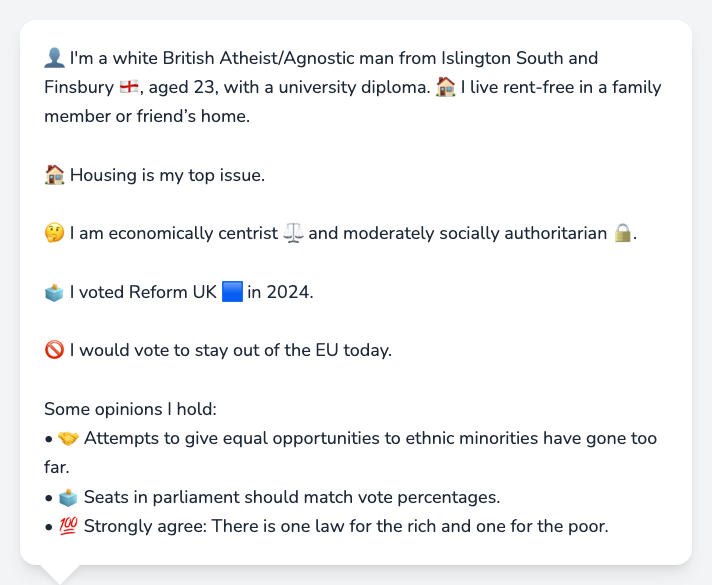 👤 I'm a white British Atheist/Agnostic man from Islington South and
Finsbury 🏴󠁧󠁢󠁥󠁮󠁧󠁿, aged 23, with a university diploma. 🏠 I live rent-free in a family
member or friend’s home.
🏠 Housing is my top issue.
🤔 I am economically centrist ⚖️ and moderately socially authoritarian 🔒.
🗳️ I voted Reform UK 🟦 in 2024.
🚫 I would vote to stay out of the EU today.
Some opinions I hold:
• 🤝 Attempts to give equal opportunities to ethnic minorities have gone too
far.
• 🗳️ Seats in parliament should match vote percentages.
• 💯 Strongly agree: There is one law for the rich and one for the poor.